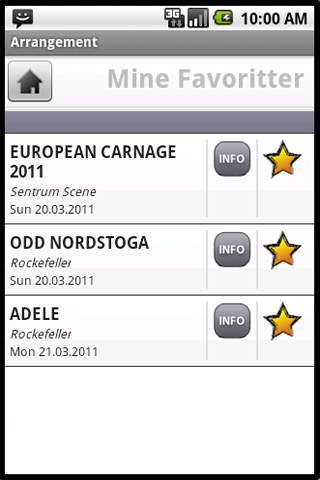 3G
10:00 AM
Arrangement
Mine Favoritter
EUROPEAN CARNAGE
2011
Sentrum Scene
Sun 20.03.2011
INFO
ODD NORDSTOGA
Rockefeller
Sun 20.03.2011
INFO
ADELE
Rockefeller
Mon 21.03.2011
INFO